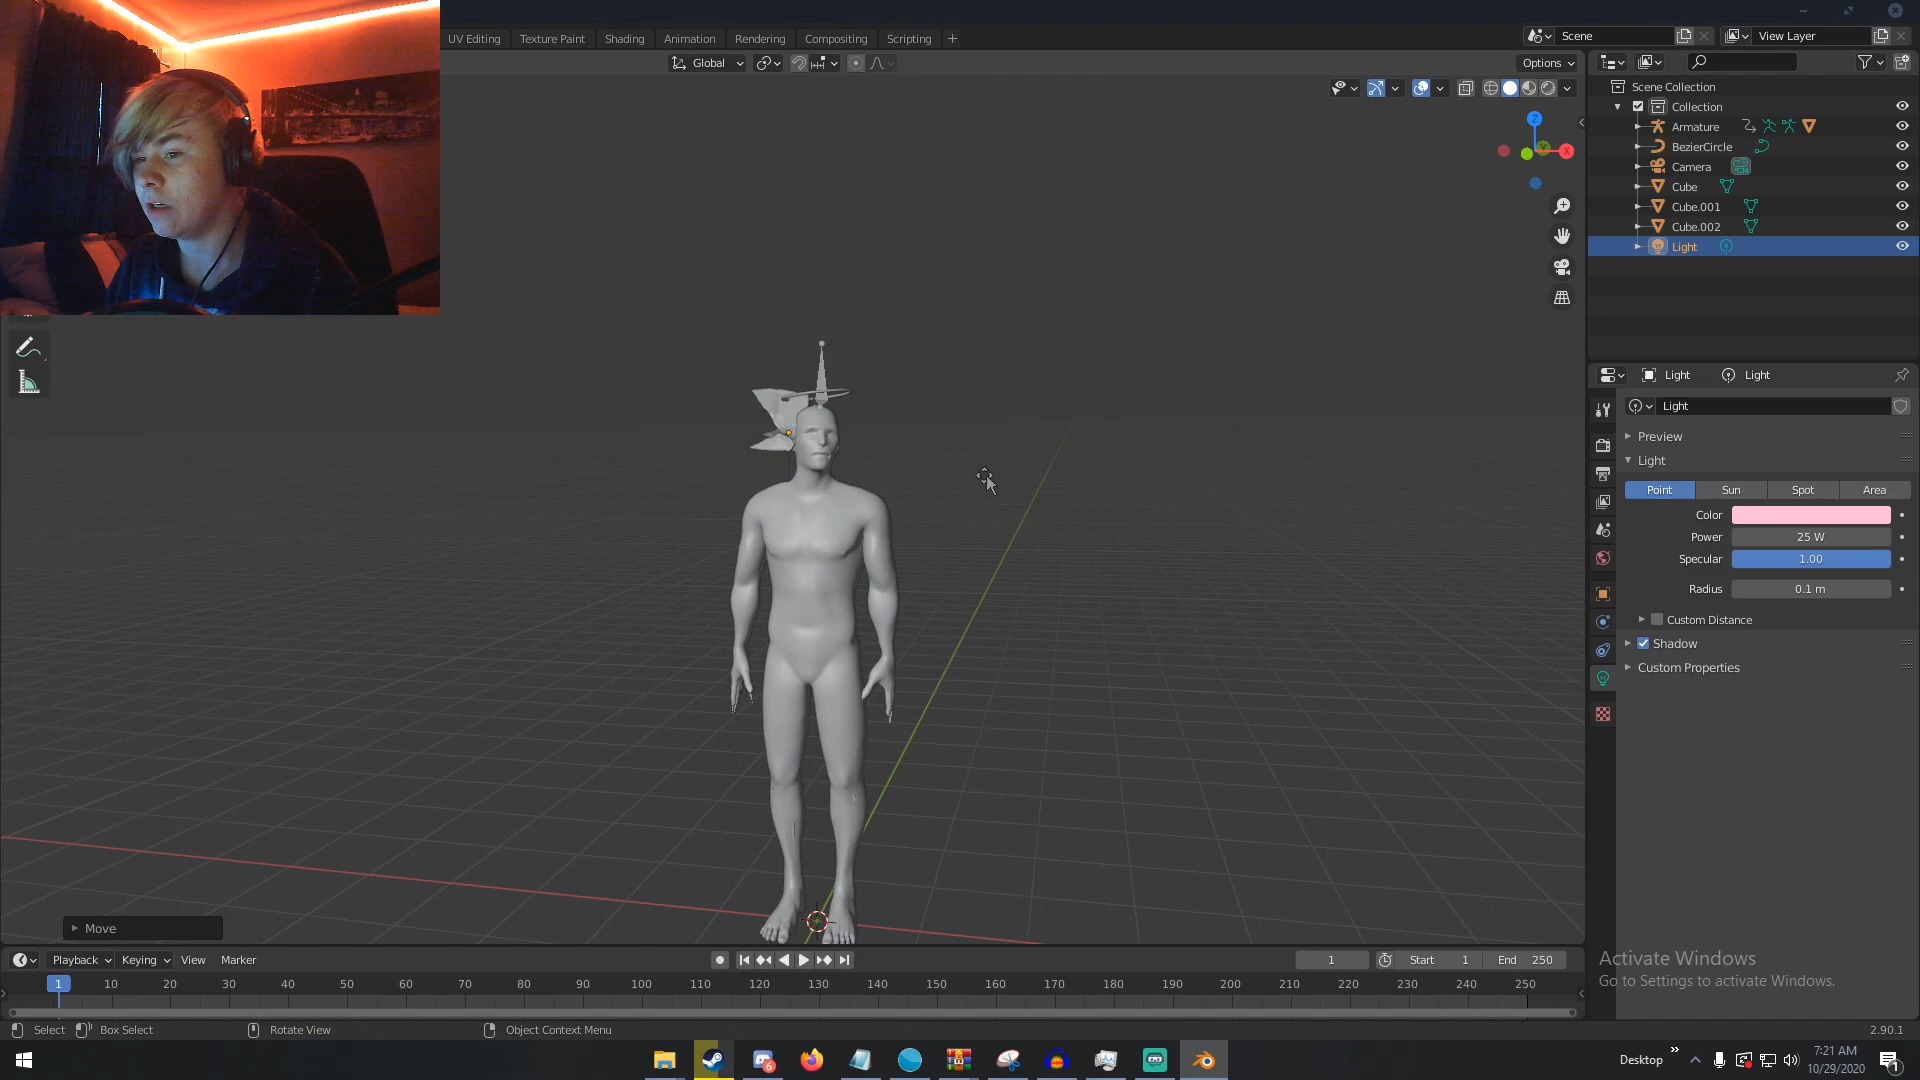 UV Editing Texture Paint Shading Animation Rendering Compositing Scripting +
Scene
View Layer
Global
Options
Scene Collection
Collection
Armature
BezierCircle
Camera
Cube
Cube.001
Cube.002
Light
Z
Y
X
Light
Light
Light
Preview
Light
Point Sun Spot Area
Color
Power 25 W
Specular 1.00
Radius 0.1 m
Custom Distance
Shadow
Custom Properties
Move
Playback Keying View Marker
1
Start 1
End 250
1 10 20 30 40 50 60 70 80 90 100 110 120 130 140 150 160 170 180 190 200 210 220 230 240 250
Activate Windows
Go to Settings to activate Windows.
Select Box Select Rotate View Object Context Menu
2.90.1
6
Desktop
7:21 AM
10/29/2020
1